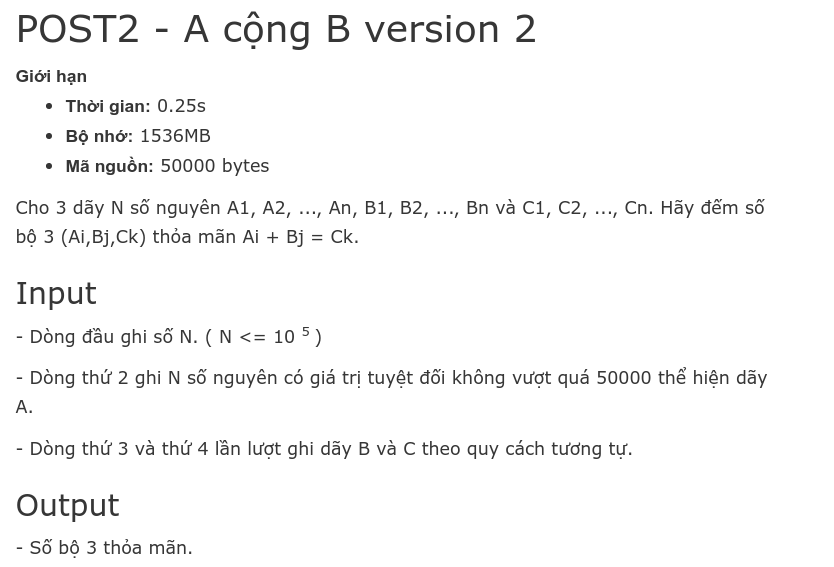 POST2 - A cộng B version 2
Giới hạn
• Thời gian: 0.25s
• Bộ nhớ: 1536MB
• Mã nguồn: 50000 bytes
Cho 3 dãy N số nguyên A1, A2, ..., An, B1, B2, ..., Bn và C1, C2, ..., Cn. Hãy đếm số
bộ 3 (Ai,Bj,Ck) thỏa mãn Ai + Bj = Ck.
Input
- Dòng đầu ghi số N. ( N <= 10 5 )
- Dòng thứ 2 ghi N số nguyên có giá trị tuyệt đối không vượt quá 50000 thể hiện dãy
A.
- Dòng thứ 3 và thứ 4 lần lượt ghi dãy B và C theo quy cách tương tự.
Output
- Số bộ 3 thỏa mãn.